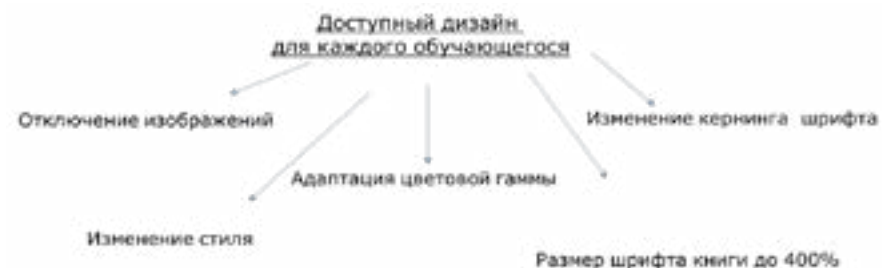 Доступный дизайн
для каждого обучающегося
Отключение изображений
Изменение кернинга шрифта
Адаптация цветовой гаммы
Изменение стиля
Размер шрифта книги до 400%